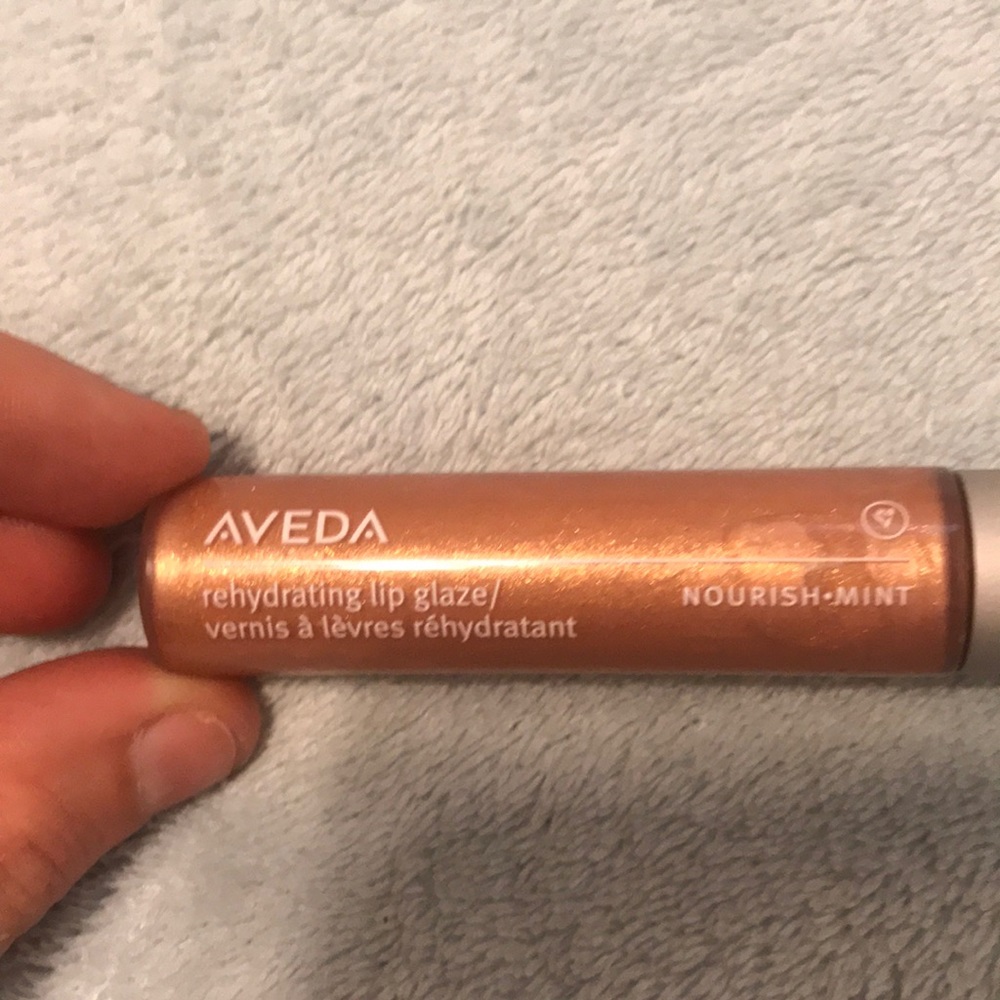 AVEDA
rehydrating lip glaze/
vernis à lèvres réhydratant
NOURISH•MINT